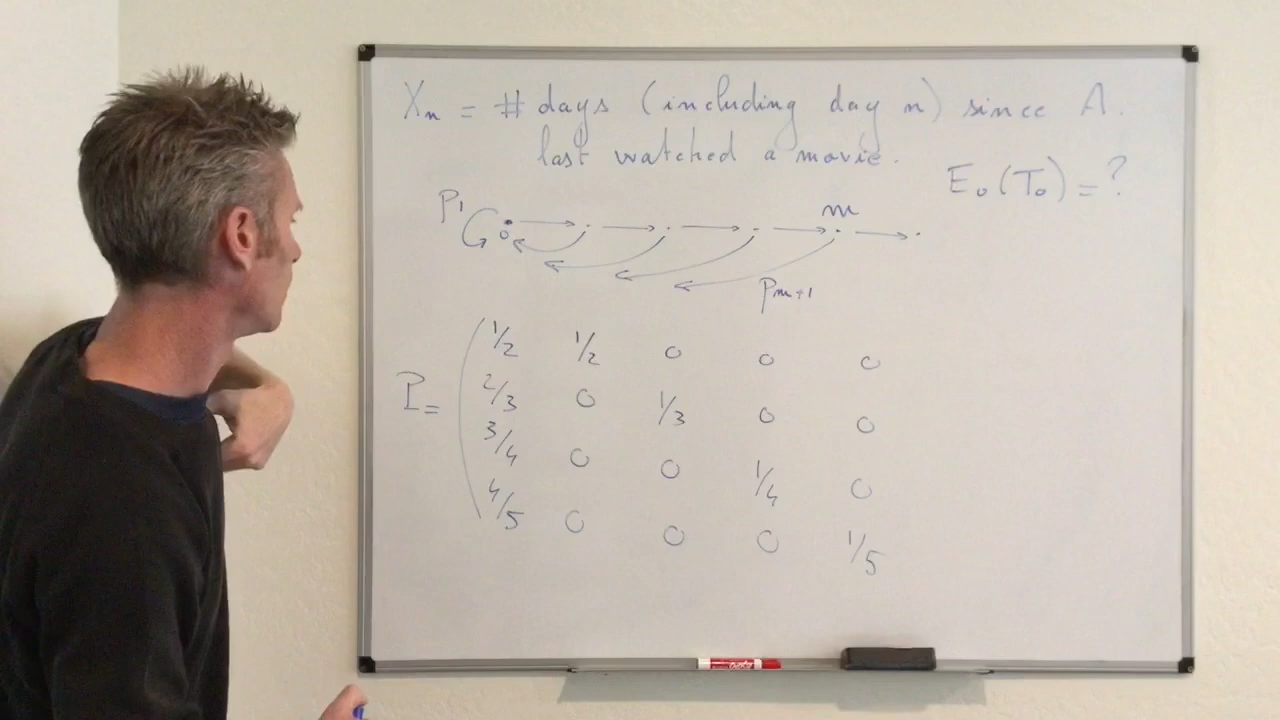 Xn = # days (including day n) since A.
last watched a movie.
E0(T0) = ?
P1 0 m
Pm+1
P =
1/2 1/2 0 0 0
2/3 0 1/3 0 0
3/4 0 0 1/4 0
4/5 0 0 0 1/5